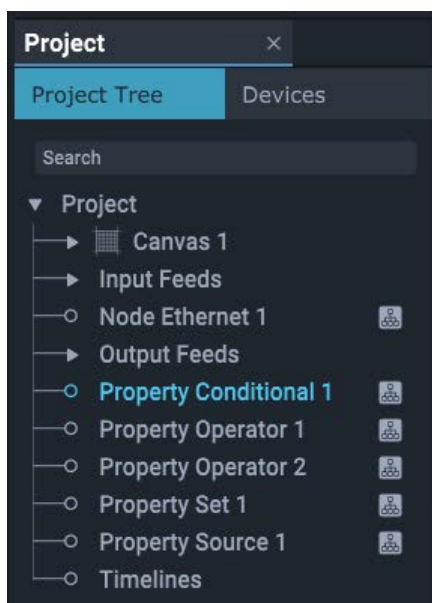 Project ×
Project Tree Devices
Search
Project
Canvas 1
Input Feeds
Node Ethernet 1
Output Feeds
Property Conditional 1
Property Operator 1
Property Operator 2
Property Set 1
Property Source 1
Timelines